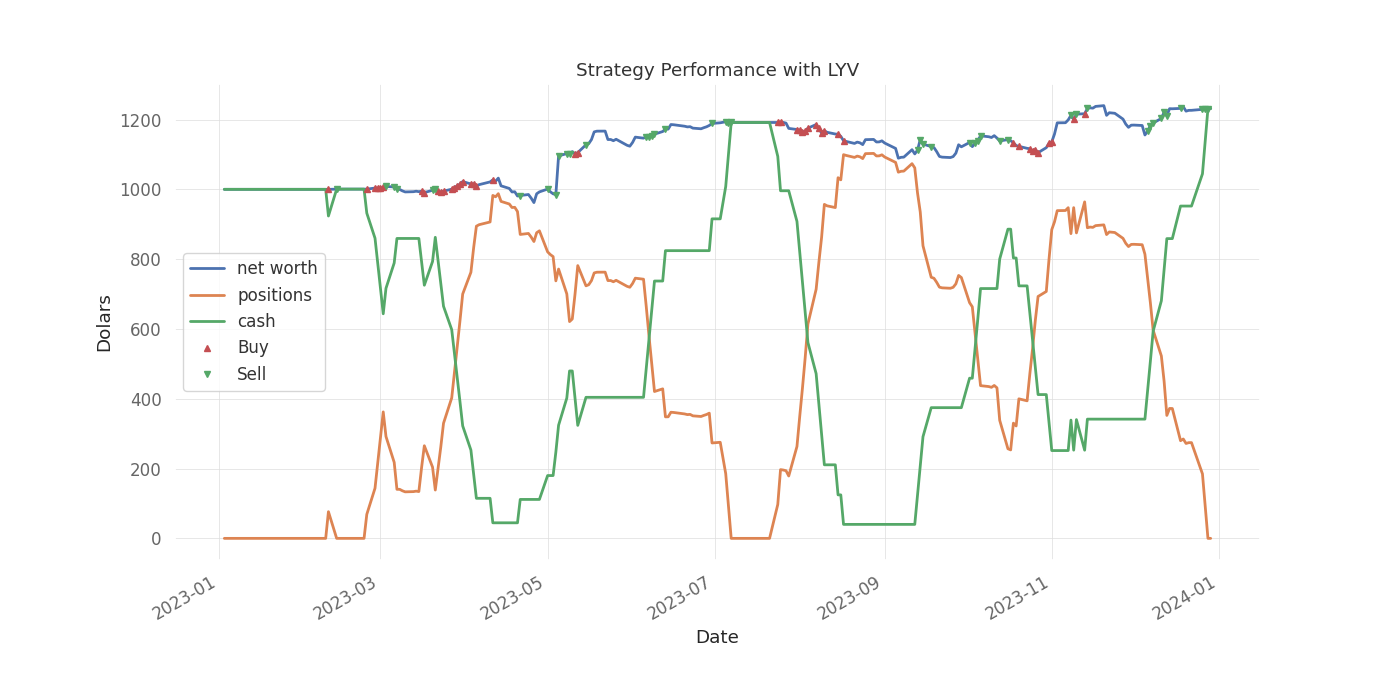 Strategy Performance with LYV
1200
1000
800
600
400
200
0
Dolars
net worth
positions
cash
Buy
Sell
2023-01
2023-03
2023-05
2023-07
2023-09
2023-11
2024-01
Date